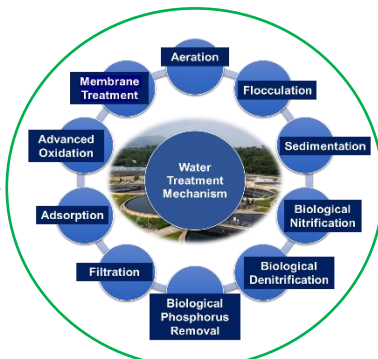 Aeration
Flocculation
Sedimentation
Biological
Nitrification
Biological
Denitrification
Biological
Phosphorus
Removal
Filtration
Adsorption
Advanced
Oxidation
Membrane
Treatment
Water
Treatment
Mechanism